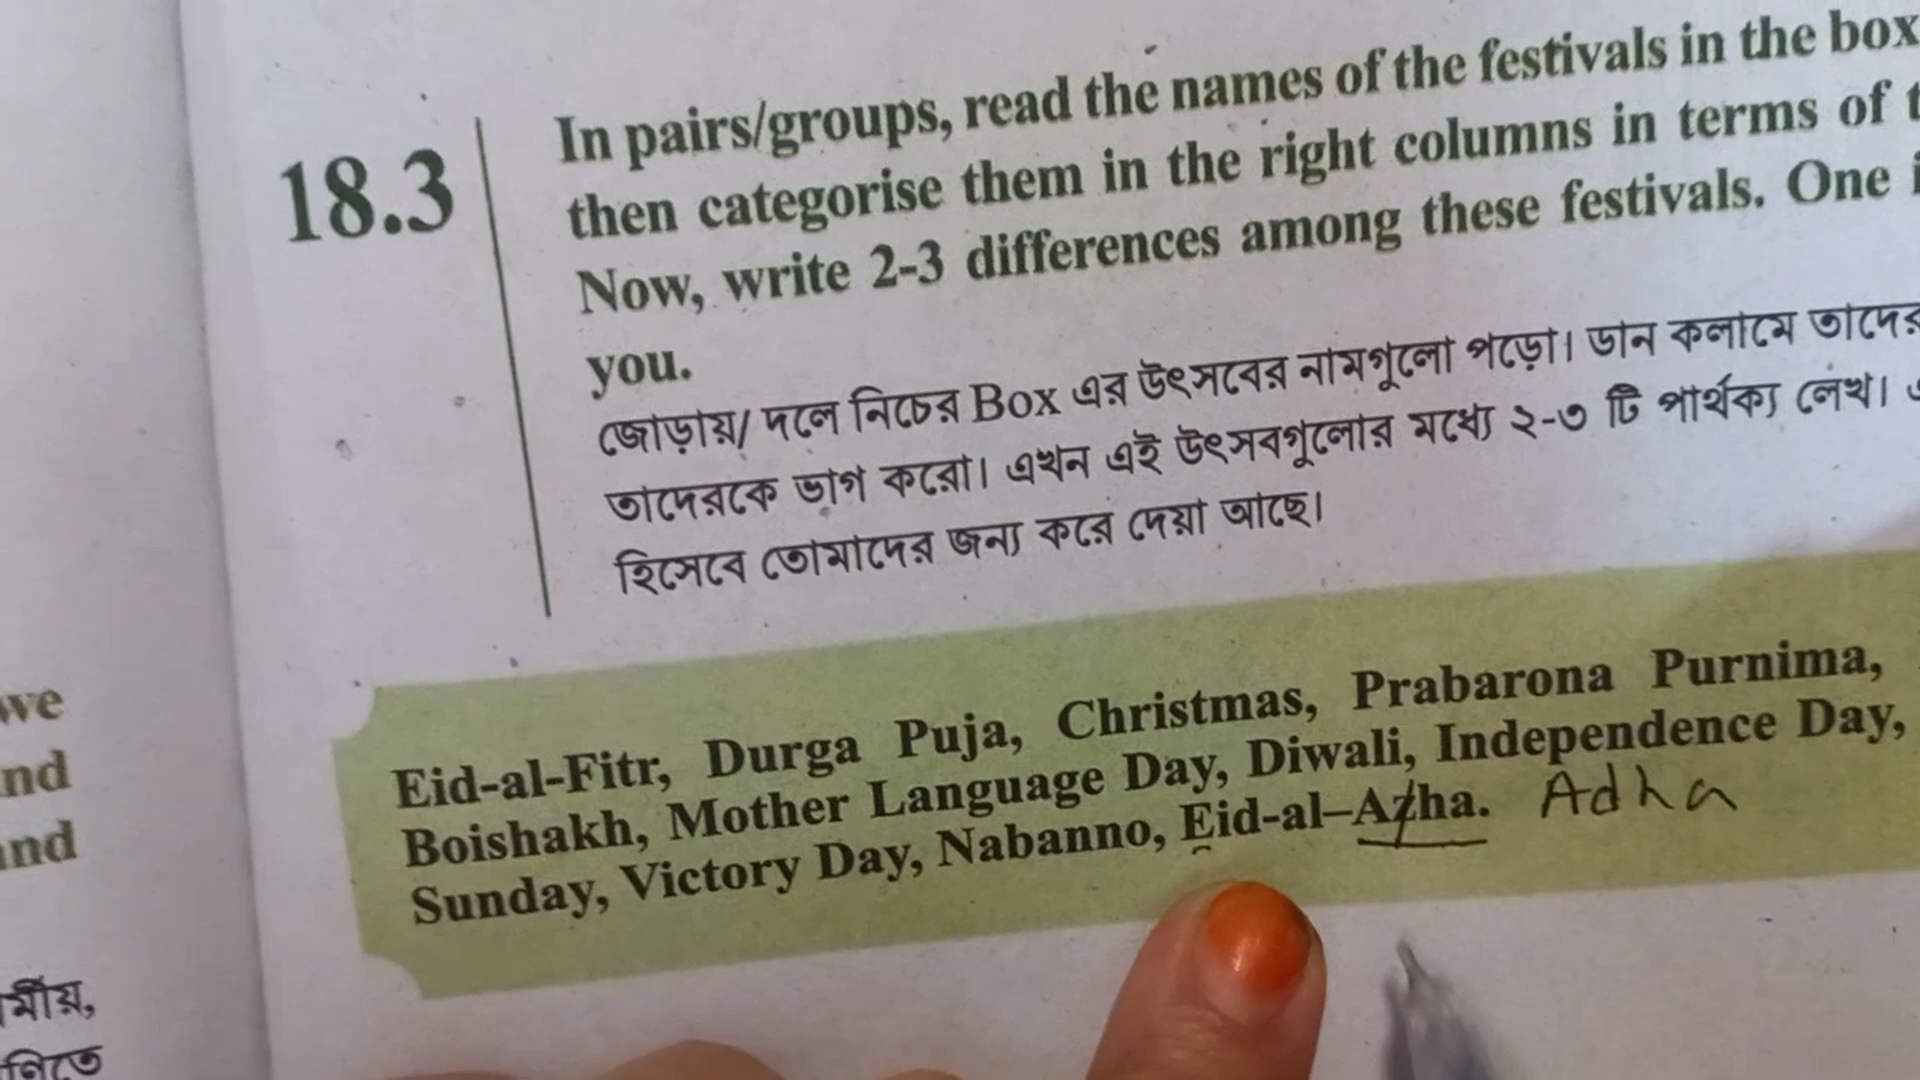 18.3
In pairs/groups, read the names of the festivals in the box
then categorise them in the right columns in terms of t
Now, write 2-3 differences among these festivals. One i
you.
জোড়ায়/ দলে নিচের Box এর উৎসবের নামগুলো পড়ো। ডান কলামে তাদের
তাদেরকে ভাগ করো। এখন এই উৎসবগুলোর মধ্যে ২-৩ টি পার্থক্য লেখ।
হিসেবে তোমাদের জন্য করে দেয়া আছে।
we
nd
and
র্মীয়,
নিতে
Eid-al-Fitr, Durga Puja, Christmas, Prabarona Purnima,
Boishakh, Mother Language Day, Diwali, Independence Day,
Sunday, Victory Day, Nabanno, Eid-al–Azha. Adha